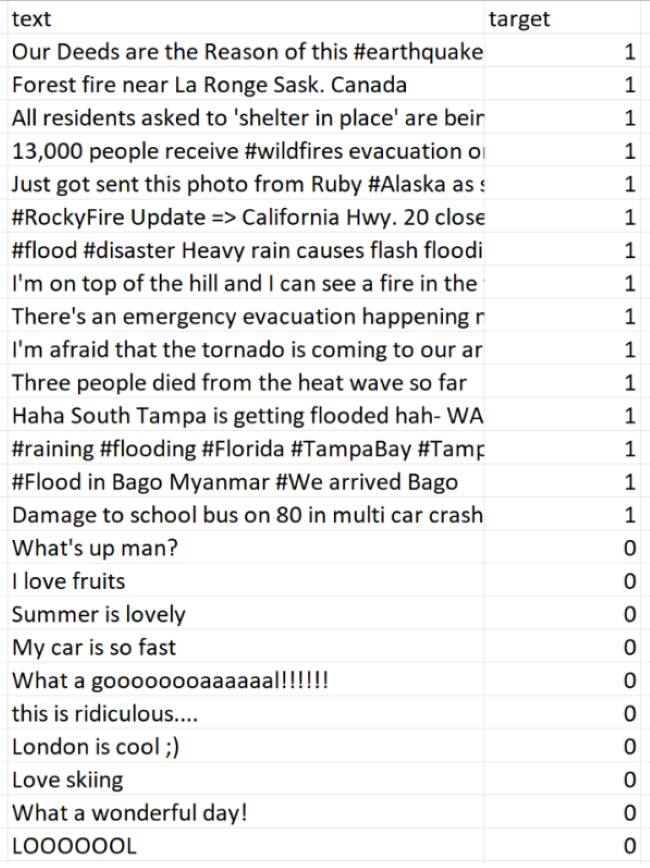 text target
Our Deeds are the Reason of this #earthquake 1
Forest fire near La Ronge Sask. Canada 1
All residents asked to 'shelter in place' are bein 1
13,000 people receive #wildfires evacuation o 1
Just got sent this photo from Ruby #Alaska as s 1
#RockyFire Update => California Hwy. 20 close 1
#flood #disaster Heavy rain causes flash floodi 1
I'm on top of the hill and I can see a fire in the 1
There's an emergency evacuation happening n 1
I'm afraid that the tornado is coming to our ar 1
Three people died from the heat wave so far 1
Haha South Tampa is getting flooded hah- WA 1
#raining #flooding #Florida #TampaBay #Tamp 1
#Flood in Bago Myanmar #We arrived Bago 1
Damage to school bus on 80 in multi car crash 1
What's up man? 0
I love fruits 0
Summer is lovely 0
My car is so fast 0
What a goooooooaaaaaal!!!!!! 0
this is ridiculous.... 0
London is cool ;) 0
Love skiing 0
What a wonderful day! 0
LOOOOOOL 0